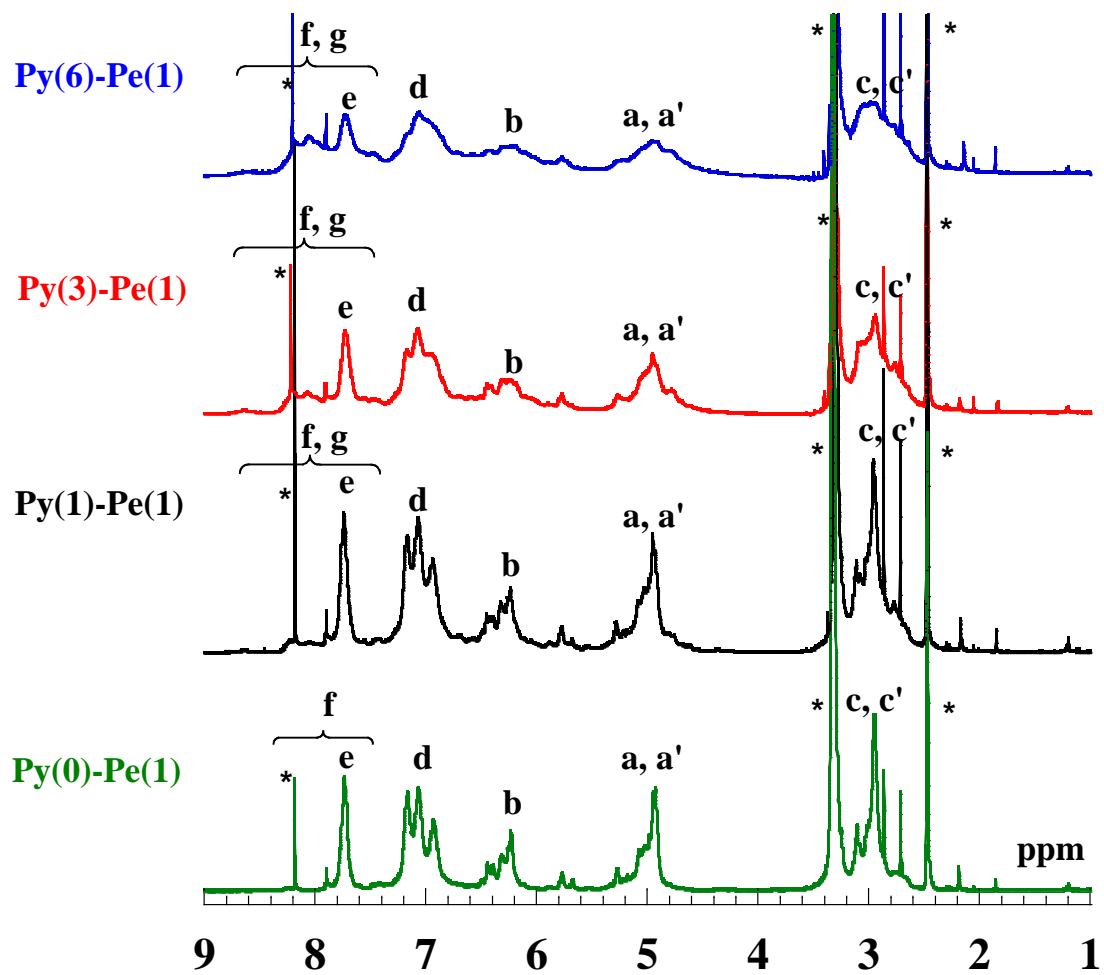 f, g
* *
Py(6)-Pe(1)
* e d b a, a' c, c'
f, g
* *
Py(3)-Pe(1)
* e d b a, a' c, c'
f, g
* *
Py(1)-Pe(1)
* e d b a, a' c, c'
f
* *
Py(0)-Pe(1)
* e d b a, a' c, c'
ppm
9 8 7 6 5 4 3 2 1